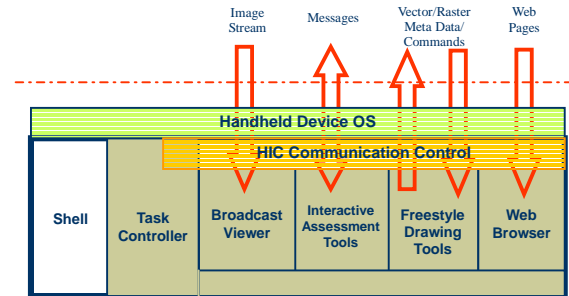 Image
Stream
Messages
Vector/Raster
Meta Data/
Commands
Web
Pages
Handheld Device OS
HIC Communication Control
Shell
Task
Controller
Broadcast
Viewer
Interactive
Assessment
Tools
Freestyle
Drawing
Tools
Web
Browser